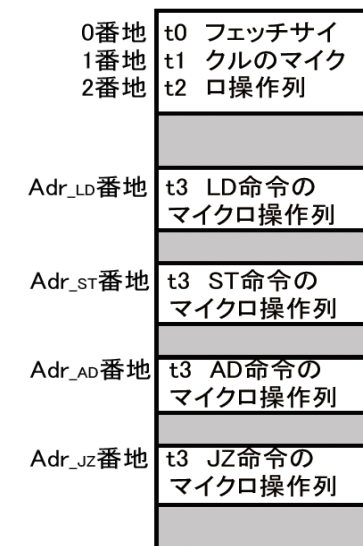 0番地 t0 フェッチサイ
1番地 t1 クルのマイク
2番地 t2 ロ操作列
Adr_LD番地 t3 LD命令の
マイクロ操作列
Adr_ST番地 t3 ST命令の
マイクロ操作列
Adr_AD番地 t3 AD命令の
マイクロ操作列
Adr_JZ番地 t3 JZ命令の
マイクロ操作列